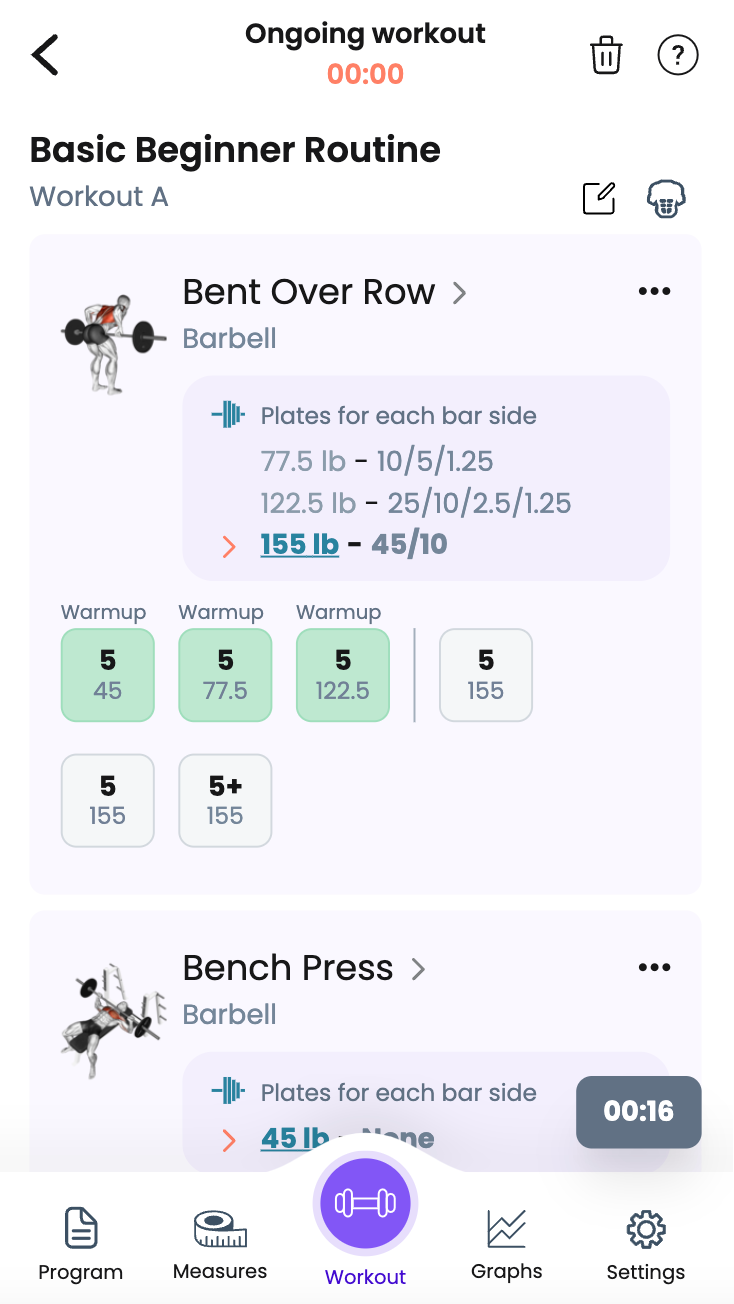 Ongoing workout
00:00
?
Basic Beginner Routine
Workout A
Bent Over Row
Barbell
Plates for each bar side
77.5 lb - 10/5/1.25
122.5 lb - 25/10/2.5/1.25
155 lb - 45/10
Warmup Warmup Warmup
5 5 5 5
45 77.5 122.5 155
5 5+
155 155
Bench Press
Barbell
Plates for each bar side
00:16
45 lb - None
Program Measures Workout Graphs Settings